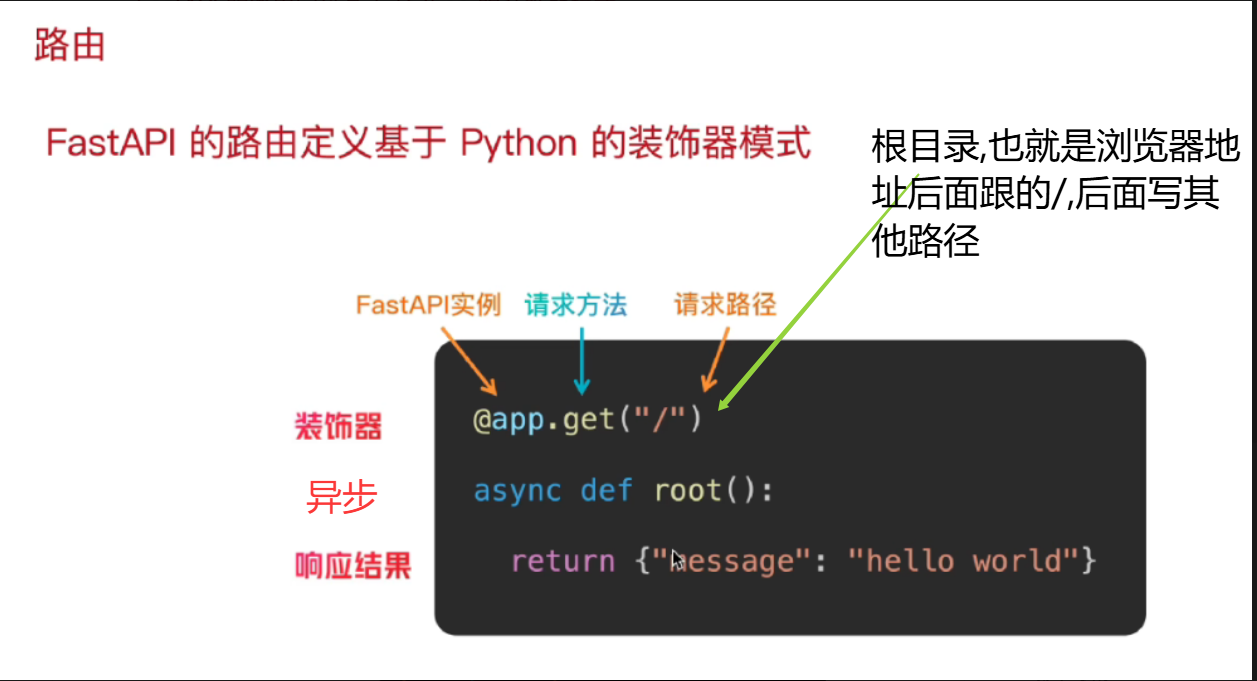 路由
FastAPI 的路由定义基于 Python 的装饰器模式
根目录,也就是浏览器地
址后面跟的/,后面写其
他路径
FastAPI实例 请求方法 请求路径
装饰器
@app.get("/")
异步
async def root():
响应结果
return {"message": "hello world"}